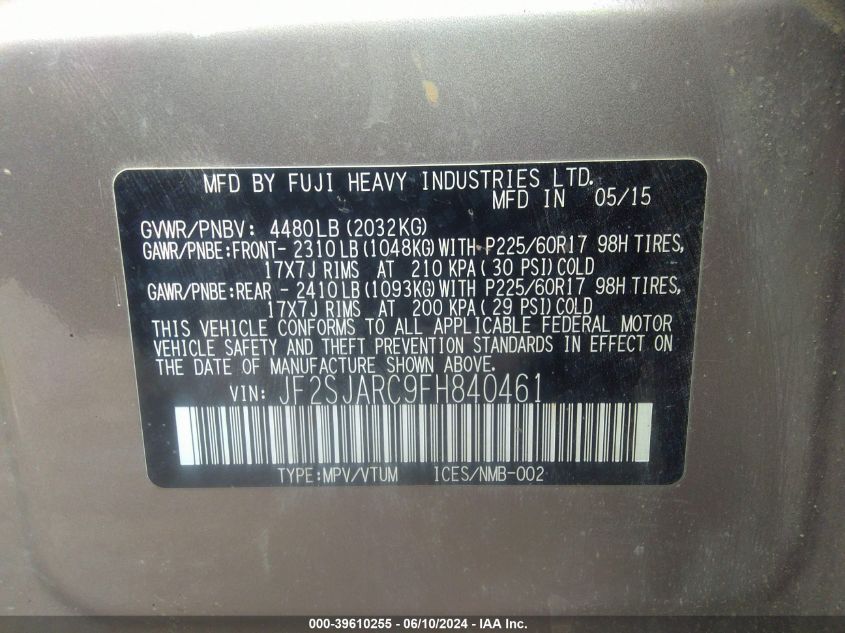 MFD BY FUJI HEAVY INDUSTRIES LTD.
MFD IN 05/15
GVWR/PNBV: 4480LB (2032KG)
GAWR/PNBE:FRONT- 2310LB (1048KG)WITH P225/60R17 98H TIRES,
17X7J RIMS AT 210 KPA ( 30 PSI)COLD
GAWR/PNBE:REAR - 2410LB (1093KG)WITH P225/60R17 98H TIRES,
17X7J RIMS AT 200 KPA ( 29 PSI)COLD
THIS VEHICLE CONFORMS TO ALL APPLICABLE FEDERAL MOTOR
VEHICLE SAFETY AND THEFT PREVENTION STANDARDS IN EFFECT ON
THE DATE OF MANUFACTURE SHOWN ABOVE.
VIN: JF2SJARC9FH840461
TYPE:MPV/VTUM ICES/NMB-002
000-39610255 - 06/10/2024 - IAA Inc.